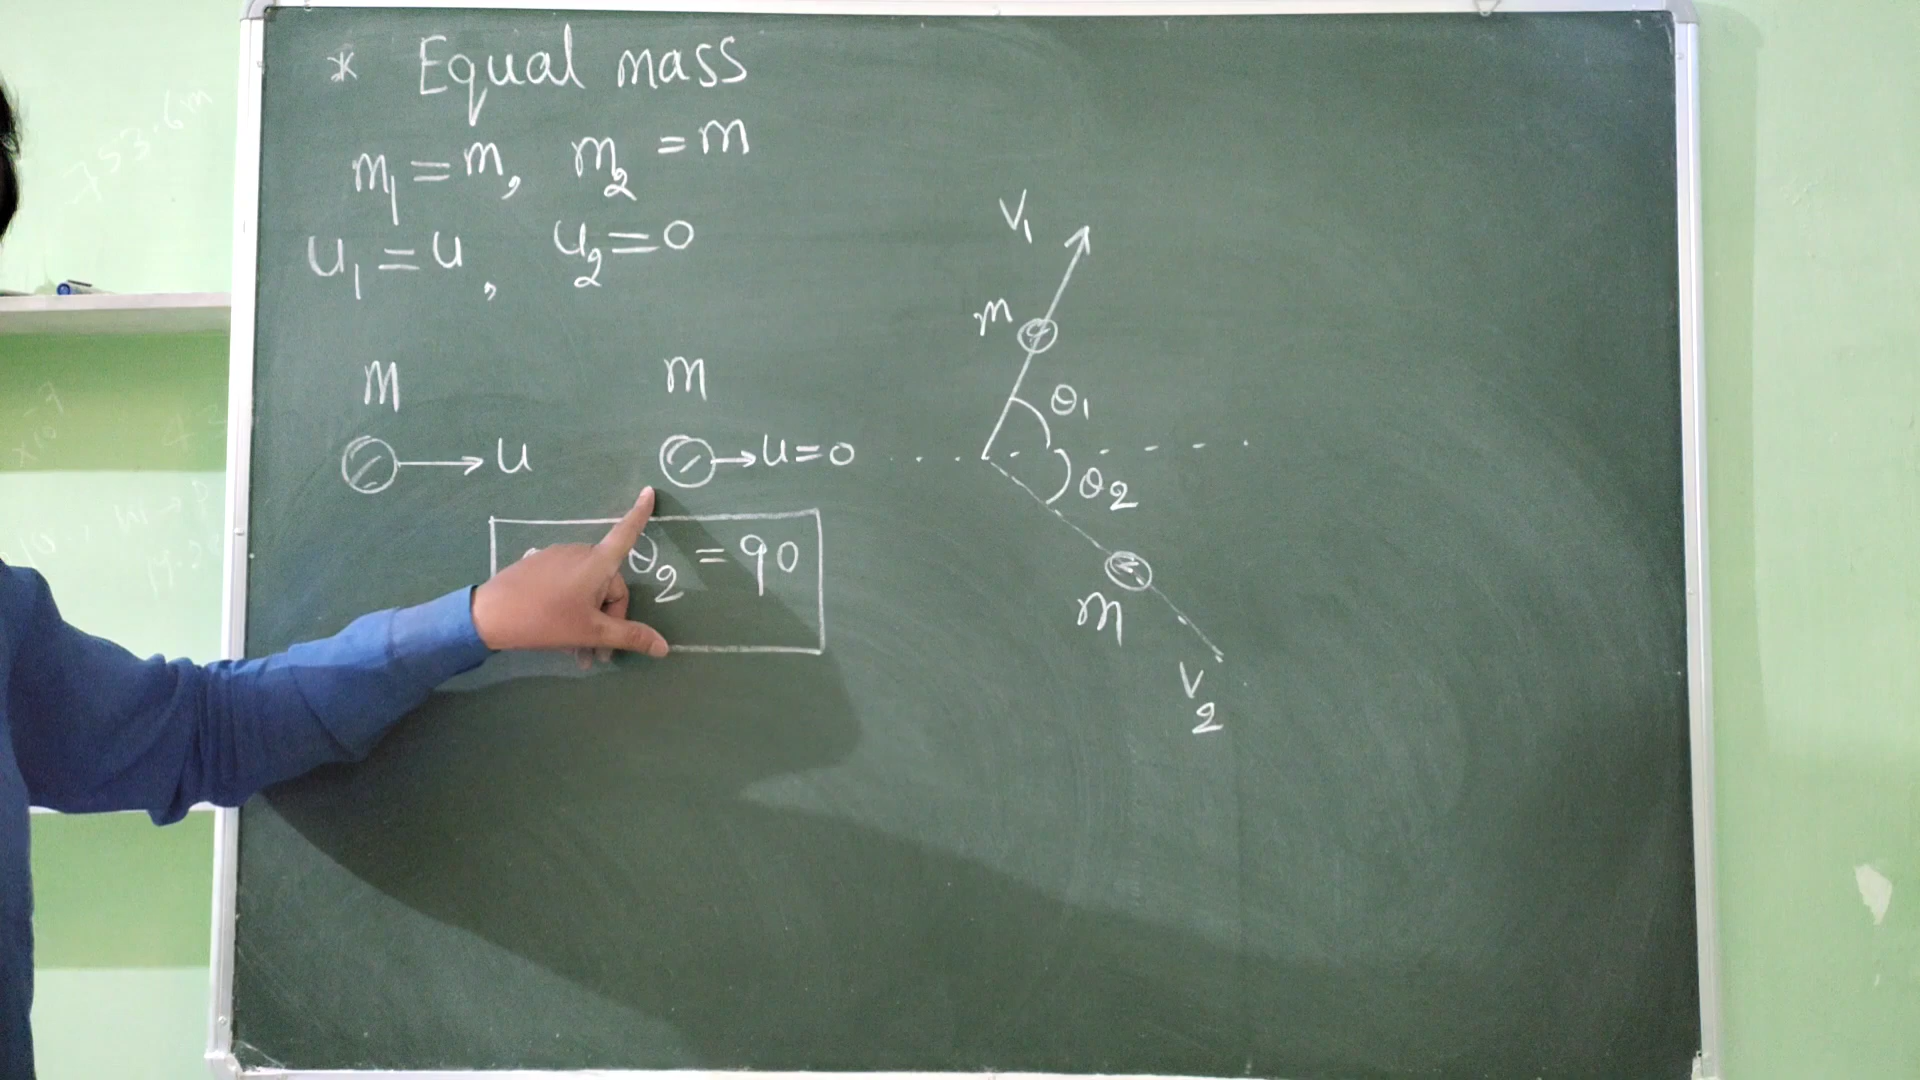 * Equal mass
m₁ = m, m₂ = m
u₁ = u, u₂ = 0
m m
u u = 0
θ₂ = 90
V₁
m
θ₁
θ₂
m
V₂